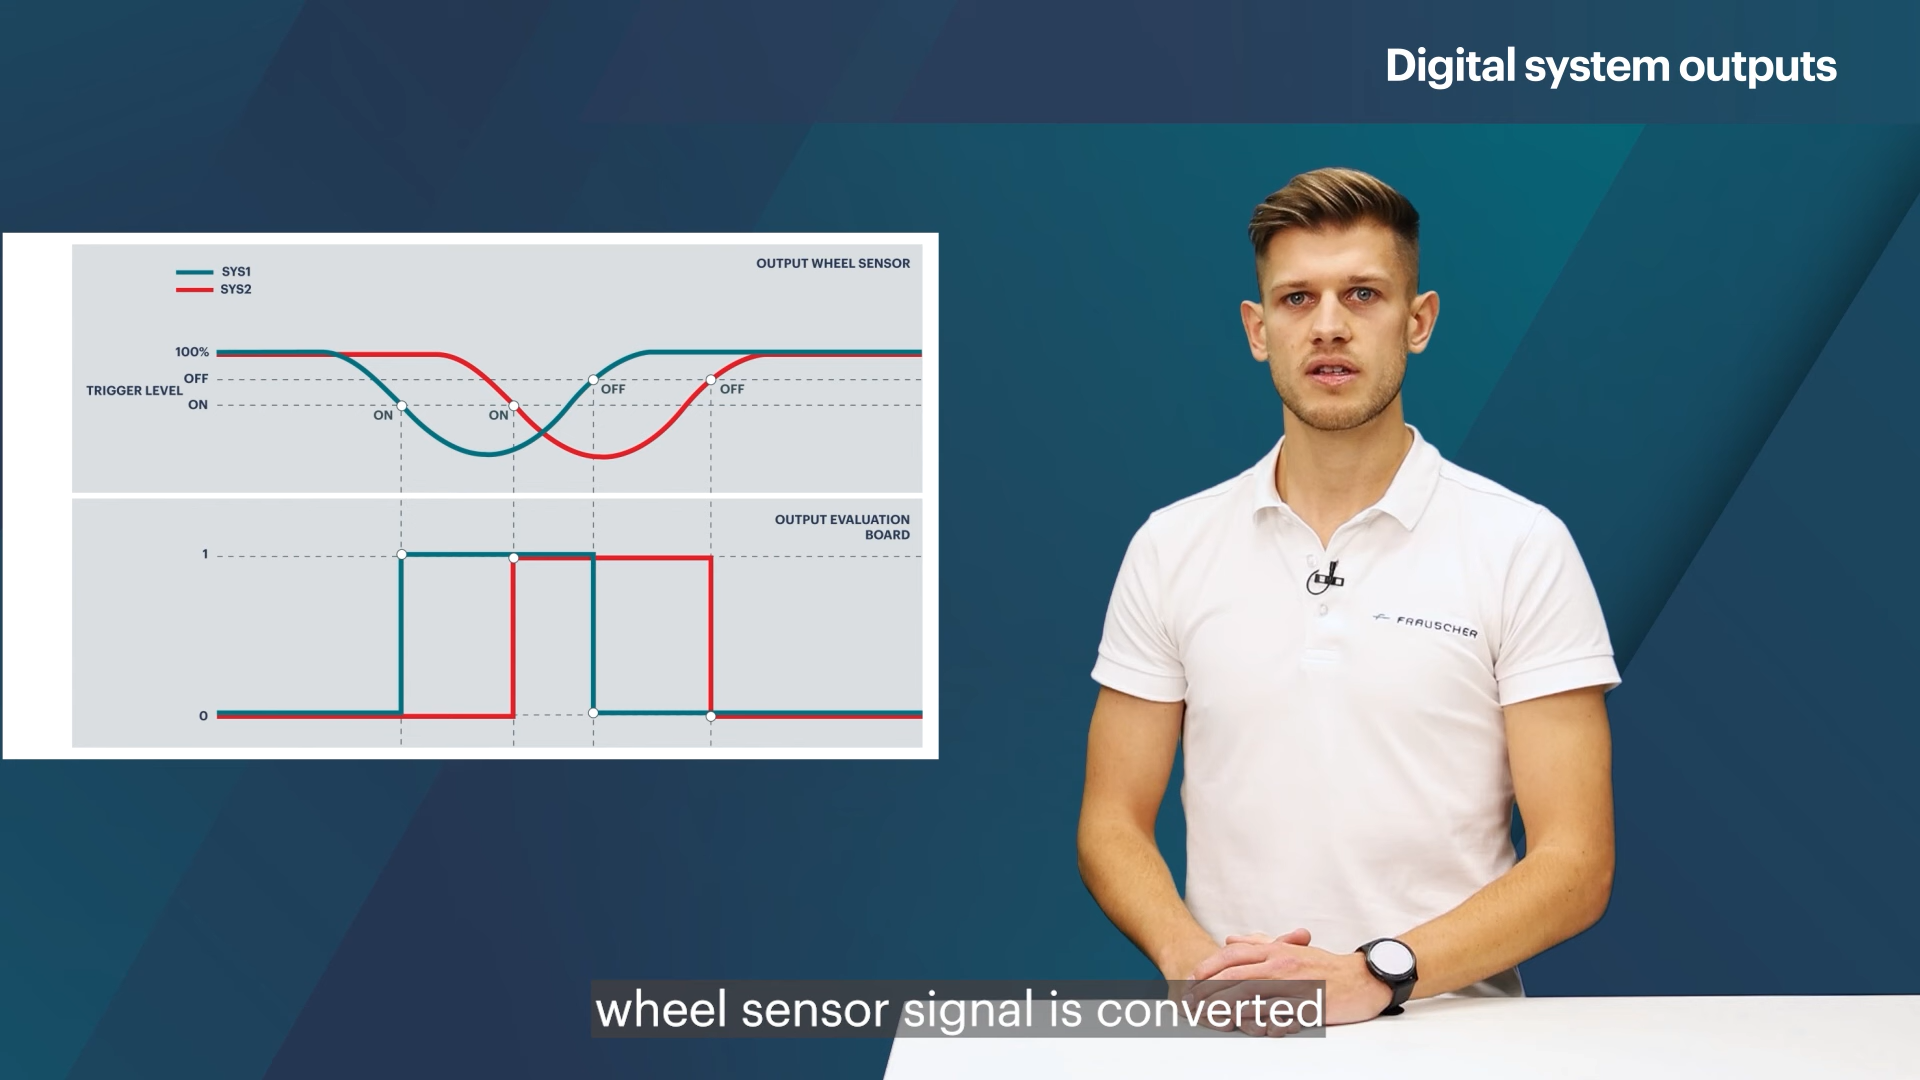 Digital system outputs
SYS1
SYS2
OUTPUT WHEEL SENSOR
100%
OFF
TRIGGER LEVEL
ON
ON
ON
OFF
OFF
OUTPUT EVALUATION
BOARD
1
0
FRAUSCHER
wheel sensor signal is converted